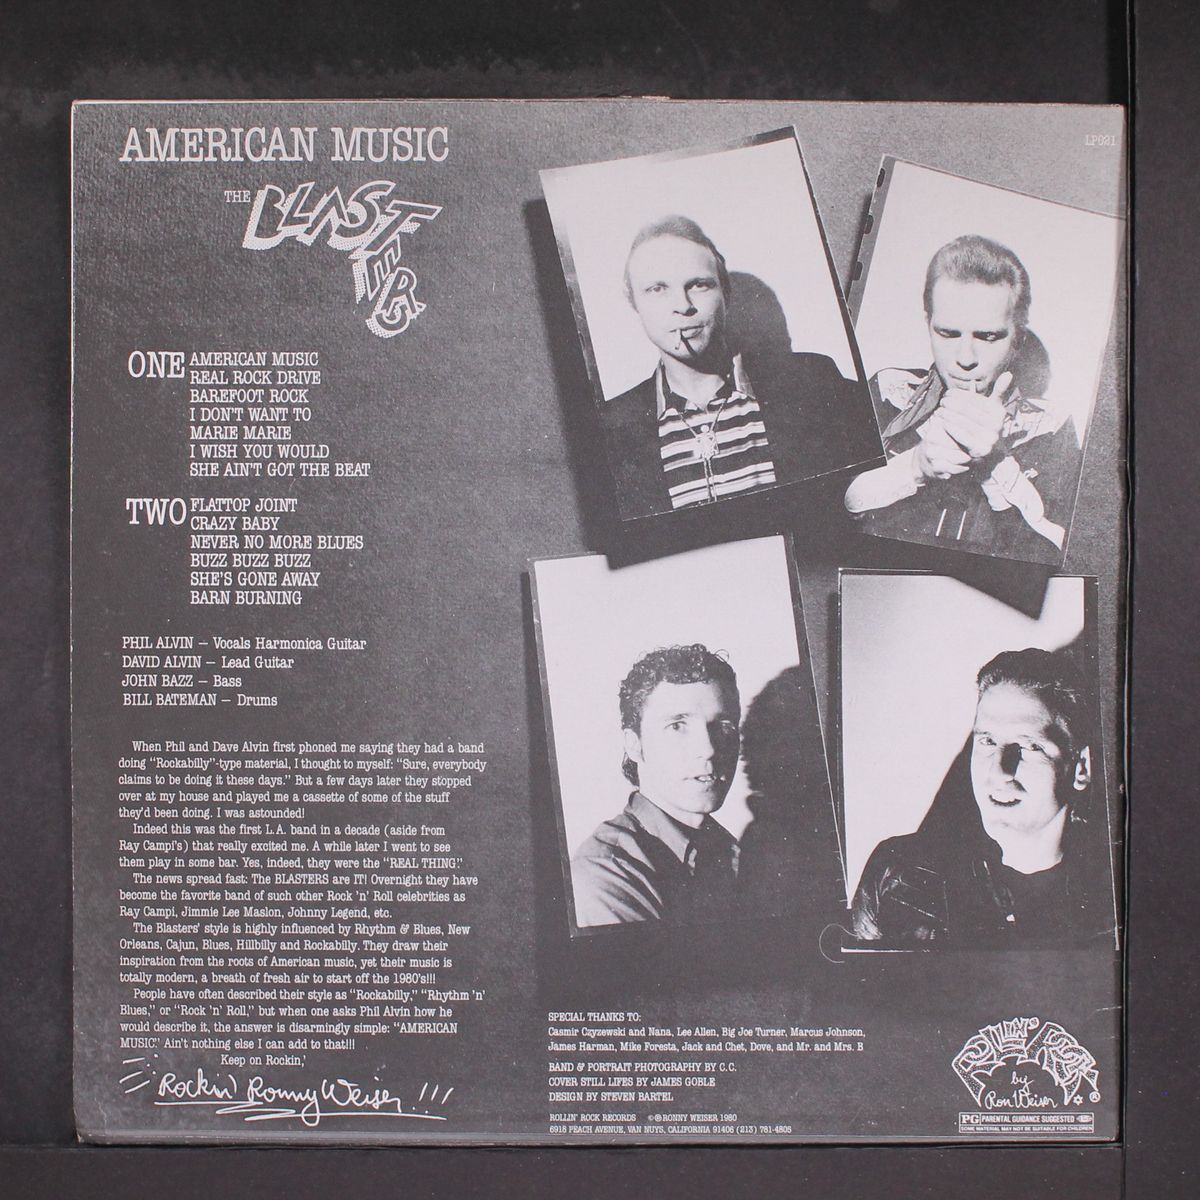 AMERICAN MUSIC
THE BLASTERS
LP021
ONE AMERICAN MUSIC
REAL ROCK DRIVE
BAREFOOT ROCK
I DON'T WANT TO
MARIE MARIE
I WISH YOU WOULD
SHE AIN'T GOT THE BEAT
TWO FLATTOP JOINT
CRAZY BABY
NEVER NO MORE BLUES
BUZZ BUZZ BUZZ
SHE'S GONE AWAY
BARN BURNING
PHIL ALVIN – Vocals Harmonica Guitar
DAVID ALVIN – Lead Guitar
JOHN BAZZ – Bass
BILL BATEMAN – Drums
When Phil and Dave Alvin first phoned me saying they had a band
doing "Rockabilly"-type material, I thought to myself: "Sure, everybody
claims to be doing it these days." But a few days later they stopped
over at my house and played me a cassette of some of the stuff
they'd been doing. I was astounded!
Indeed this was the first L.A. band in a decade (aside from
Ray Campi's) that really excited me. A while later I went to see
them play in some bar. Yes, indeed, they were the "REAL THING."
The news spread fast: The BLASTERS are IT! Overnight they have
become the favorite band of such other Rock 'n' Roll celebrities as
Ray Campi, Jimmie Lee Maslon, Johnny Legend, etc.
The Blasters' style is highly influenced by Rhythm & Blues, New
Orleans, Cajun, Blues, Hillbilly and Rockabilly. They draw their
inspiration from the roots of American music, yet their music is
totally modern, a breath of fresh air to start off the 1980's!!!
People have often described their style as "Rockabilly," "Rhythm 'n'
Blues," or "Rock 'n' Roll," but when one asks Phil Alvin how he
would describe it, the answer is disarmingly simple: "AMERICAN
MUSIC." Ain't nothing else I can add to that!!!
Keep on Rockin,'
Rockin' Ronny Weiser !!!
SPECIAL THANKS TO:
Casmir Czyzewski and Nana, Lee Allen, Big Joe Turner, Marcus Johnson,
James Harman, Mike Foresta, Jack and Chet, Dove, and Mr. and Mrs. B
BAND & PORTRAIT PHOTOGRAPHY BY C.C.
COVER STILL LIFES BY JAMES GOBLE
DESIGN BY STEVEN BARTEL
ROLLIN' ROCK RECORDS ©℗ RONNY WEISER 1980
6918 PEACH AVENUE, VAN NUYS, CALIFORNIA 91406 (213) 781-4805
ROLLIN' ROCK
by
Ron Weiser ®
PG PARENTAL GUIDANCE SUGGESTED
SOME MATERIAL MAY NOT BE SUITABLE FOR CHILDREN